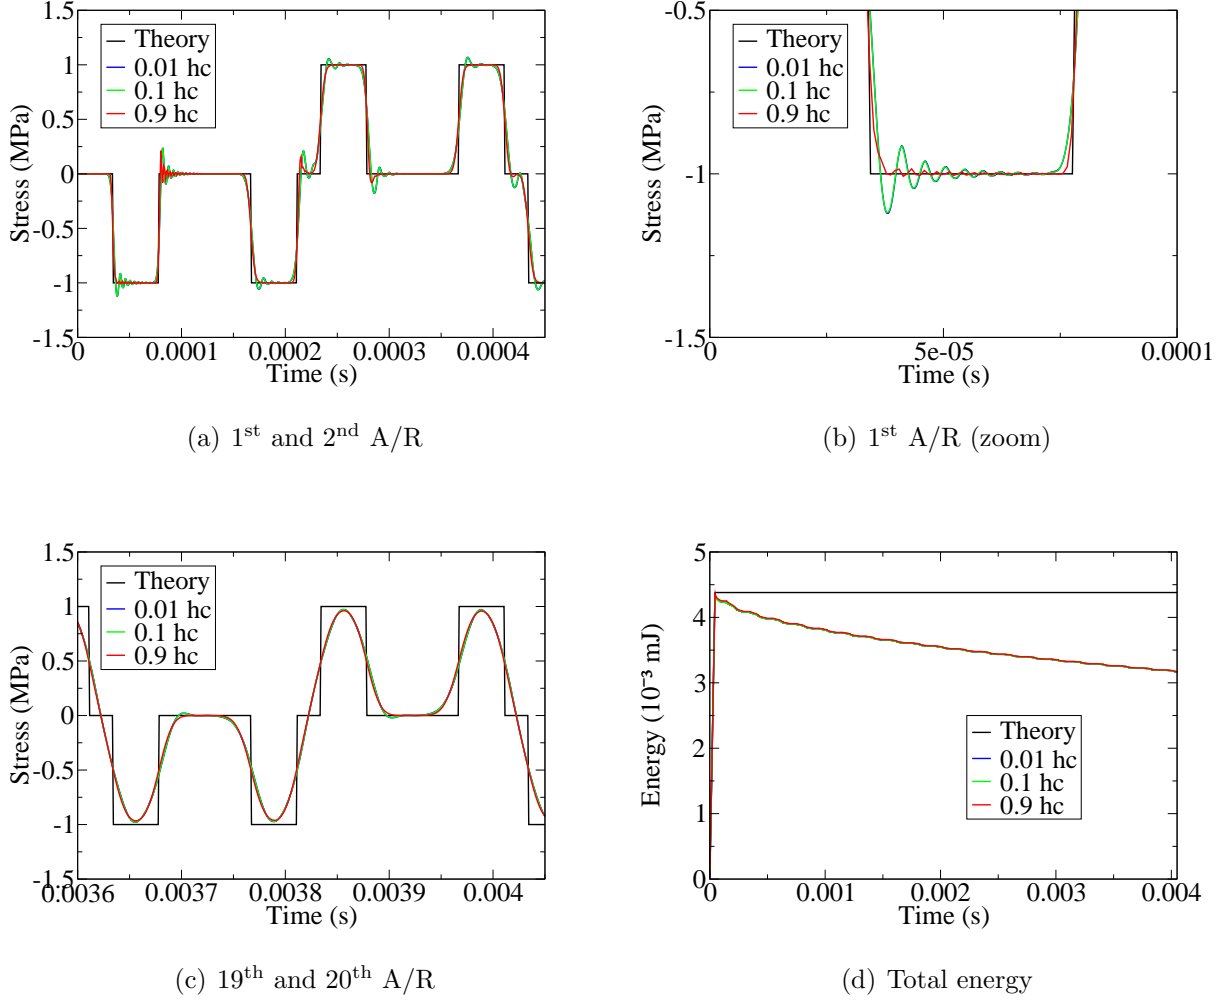 1.5
1
0.5
0
-0.5
-1
-1.5
Stress (MPa)
Theory
0.01 hc
0.1 hc
0.9 hc
0 0.0001 0.0002 0.0003 0.0004
Time (s)
(a) 1st and 2nd A/R
-0.5
-1
-1.5
Stress (MPa)
Theory
0.01 hc
0.1 hc
0.9 hc
0 5e-05 0.0001
Time (s)
(b) 1st A/R (zoom)
1.5
1
0.5
0
-0.5
-1
-1.5
Stress (MPa)
Theory
0.01 hc
0.1 hc
0.9 hc
0.0036 0.0037 0.0038 0.0039 0.004
Time (s)
(c) 19th and 20th A/R
5
4
3
2
1
0
Energy (10⁻³ mJ)
Theory
0.01 hc
0.1 hc
0.9 hc
0 0.001 0.002 0.003 0.004
Time (s)
(d) Total energy